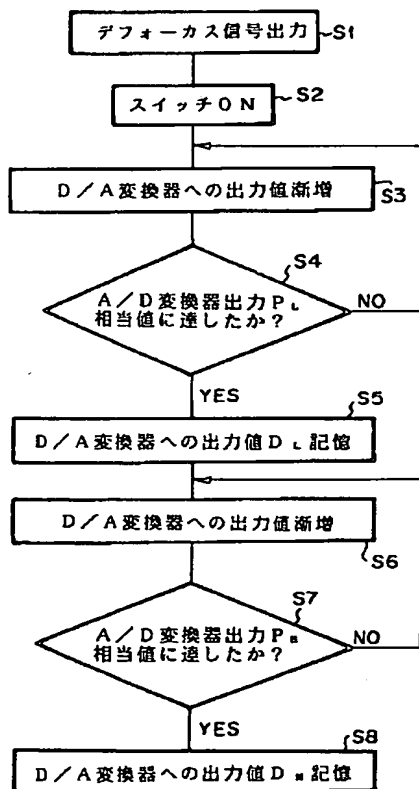 デフォーカス信号出力 S1
スイッチON S2
D/A変換器への出力値漸増 S3
S4
A/D変換器出力PL
相当値に達したか? NO
YES
S5
D/A変換器への出力値DL記憶
D/A変換器への出力値漸増
S6
S7
A/D変換器出力P
相当値に達したか? NO
YES
S8
D/A変換器への出力値D 記憶